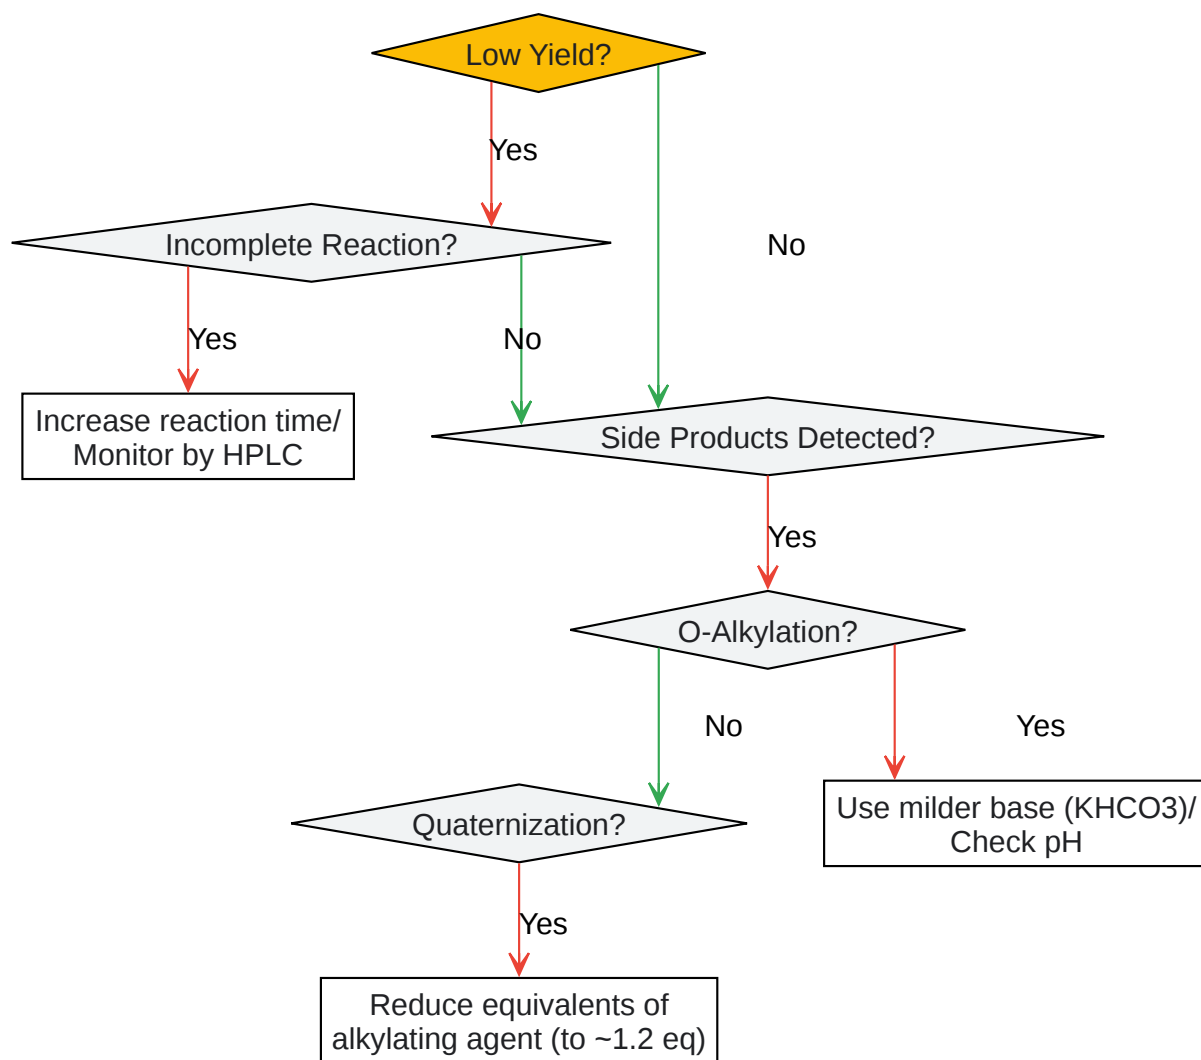 Low Yield?
Yes
Incomplete Reaction?
No
Yes
No
Increase reaction time/
Monitor by HPLC
Side Products Detected?
Yes
O-Alkylation?
No
Yes
Use milder base (KHCO3)/
Check pH
Quaternization?
Yes
Reduce equivalents of
alkylating agent (to ~1.2 eq)